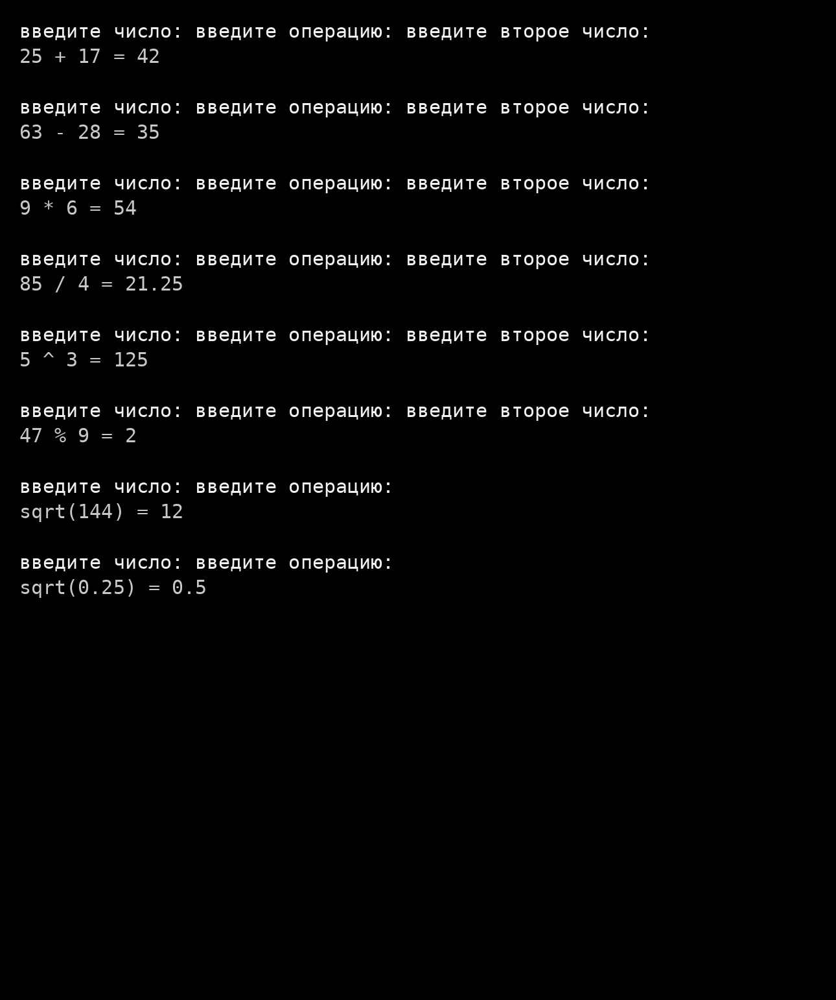 введите число: введите операцию: введите второе число:
25 + 17 = 42
введите число: введите операцию: введите второе число:
63 - 28 = 35
введите число: введите операцию: введите второе число:
9 * 6 = 54
введите число: введите операцию: введите второе число:
85 / 4 = 21.25
введите число: введите операцию: введите второе число:
5 ^ 3 = 125
введите число: введите операцию: введите второе число:
47 % 9 = 2
введите число: введите операцию:
sqrt(144) = 12
введите число: введите операцию:
sqrt(0.25) = 0.5